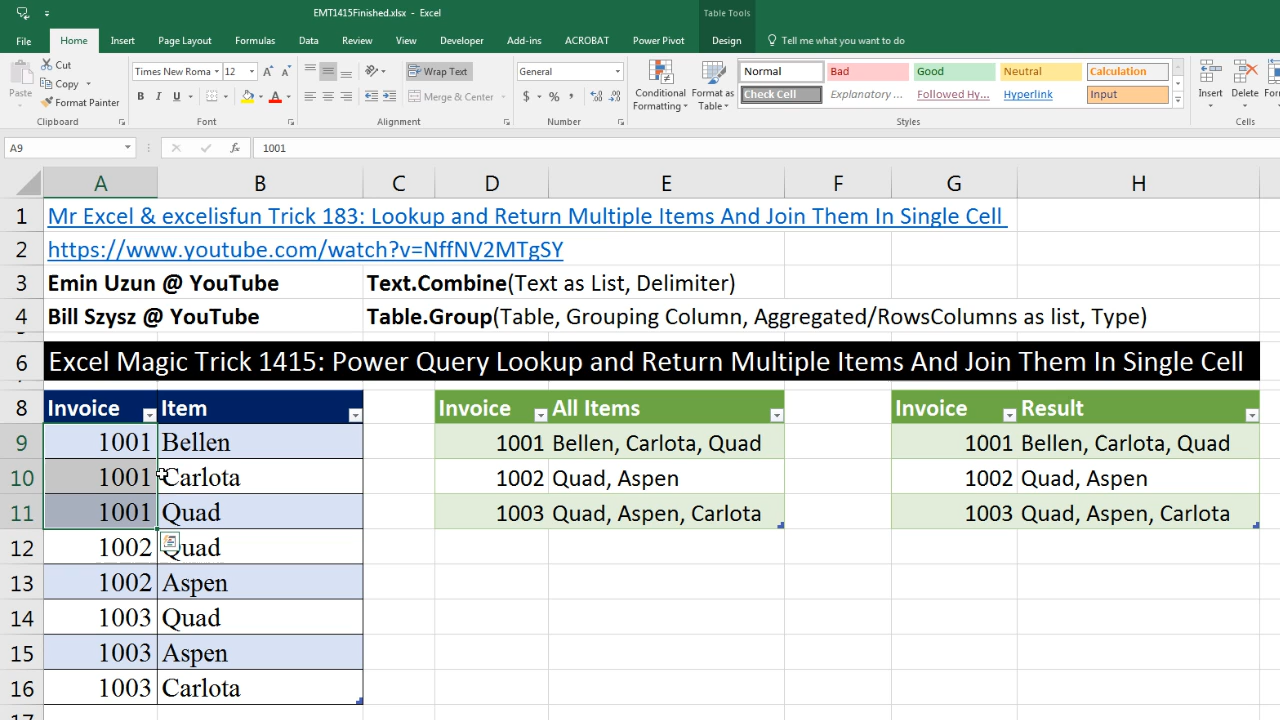 EMT1415Finished.xlsx - Excel
Table Tools
File Home Insert Page Layout Formulas Data Review View Developer Add-ins ACROBAT Power Pivot Design Tell me what you want to do
Paste
Cut
Copy
Format Painter
Clipboard
Times New Roma 12
B I U
Font
Wrap Text
Merge & Center
Alignment
General
$ % ,
Number
Conditional Formatting
Format as Table
Normal Bad Good Neutral Calculation
Check Cell Explanatory ... Followed Hy... Hyperlink Input
Styles
Insert Delete
Cells
A9 fx 1001
A B C D E F G H
1 Mr Excel & excelisfun Trick 183: Lookup and Return Multiple Items And Join Them In Single Cell
2 https://www.youtube.com/watch?v=NffNV2MTgSY
3 Emin Uzun @ YouTube Text.Combine(Text as List, Delimiter)
4 Bill Szysz @ YouTube Table.Group(Table, Grouping Column, Aggregated/RowsColumns as list, Type)
6 Excel Magic Trick 1415: Power Query Lookup and Return Multiple Items And Join Them In Single Cell
8 Invoice Item Invoice All Items Invoice Result
9 1001 Bellen 1001 Bellen, Carlota, Quad 1001 Bellen, Carlota, Quad
10 1001 Carlota 1002 Quad, Aspen 1002 Quad, Aspen
11 1001 Quad 1003 Quad, Aspen, Carlota 1003 Quad, Aspen, Carlota
12 1002 Quad
13 1002 Aspen
14 1003 Quad
15 1003 Aspen
16 1003 Carlota
17